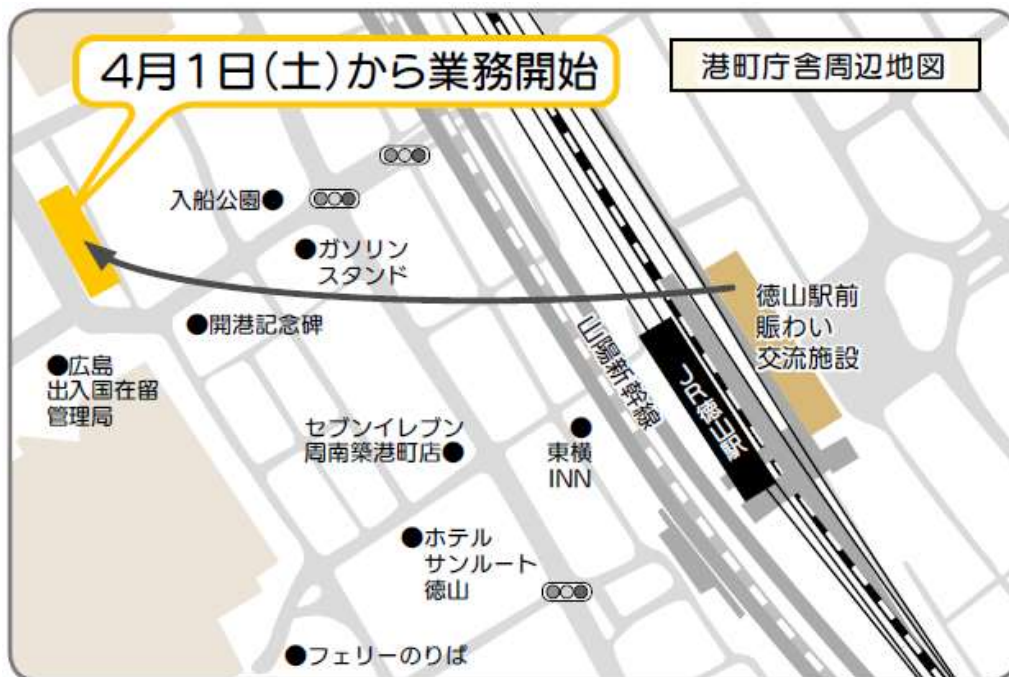 4月1日(土)から業務開始
港町庁舎周辺地図
入船公園●
●ガソリン
スタンド
●開港記念碑
●広島
出入国在留
管理局
徳山駅前
賑わい
交流施設
山陽新幹線
JR徳山駅
セブンイレブン
周南築港町店●
●
東横
INN
●ホテル
サンルート
徳山
●フェリーのりば